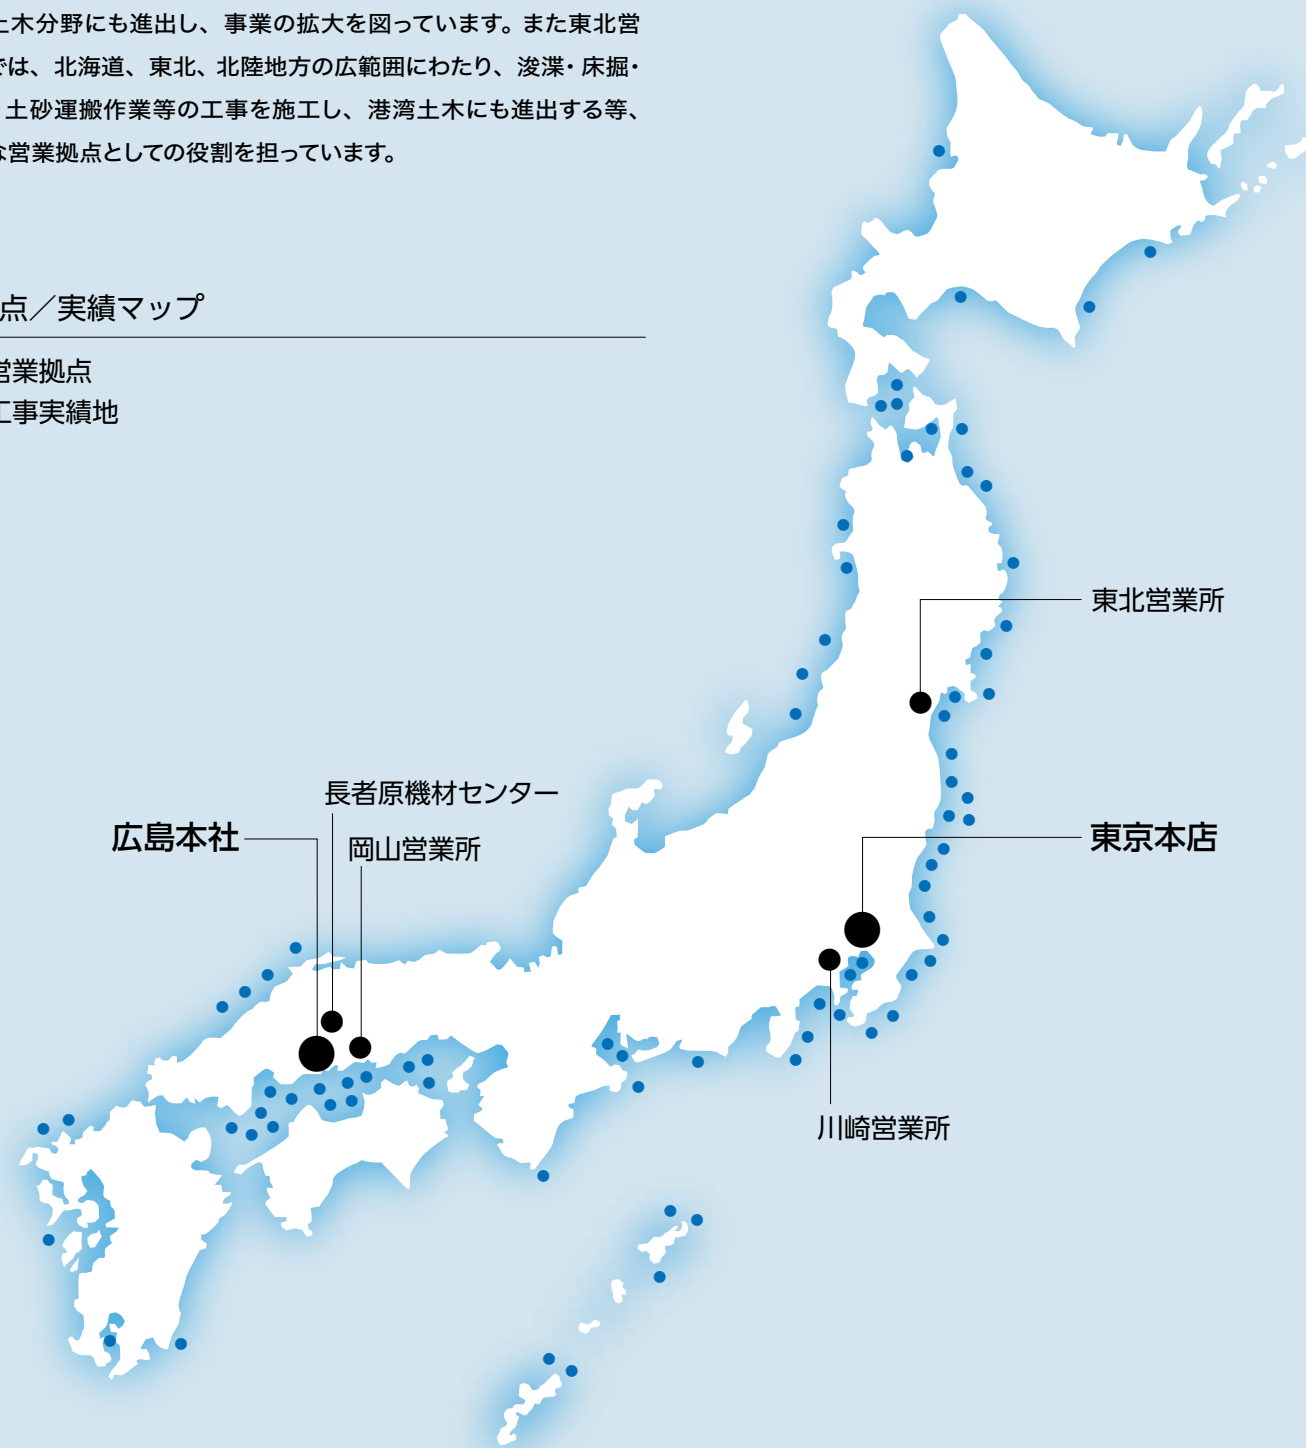 土木分野にも進出し、事業の拡大を図っています。また東北営
では、北海道、東北、北陸地方の広範囲にわたり、浚渫・床掘・
土砂運搬作業等の工事を施工し、港湾土木にも進出する等、
な営業拠点としての役割を担っています。
点／実績マップ
営業拠点
工事実績地
東北営業所
長者原機材センター
広島本社
岡山営業所
東京本店
川崎営業所